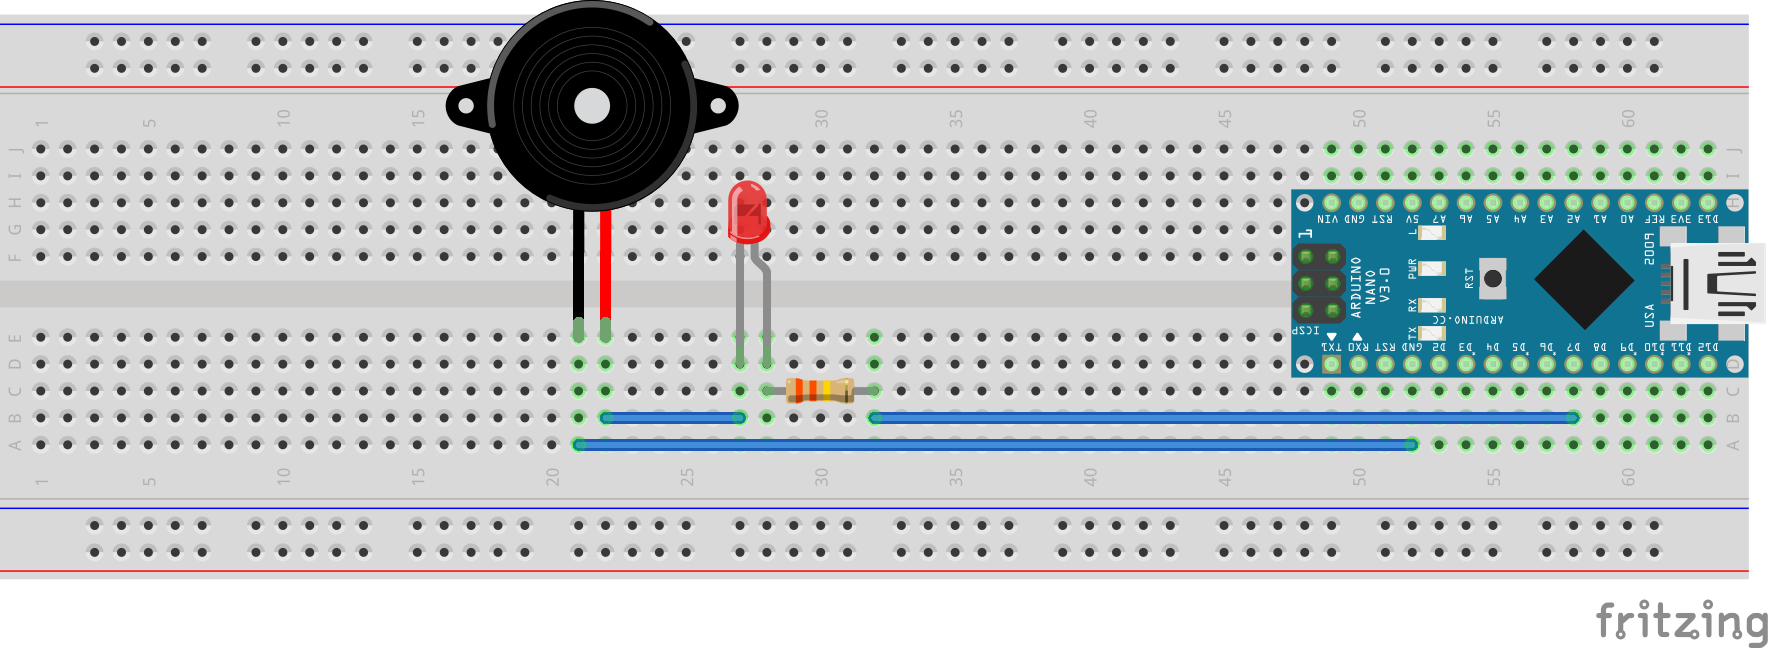 1 5 10 15 30 35 40 45 50 55 60
J J
I I
H H
G
F
VIN GND RST 5V A7 A6 A5 A4 A3 A2 A1 A0 REF 3V3 D13
1
L
PWR
RX
TX
ARDUINO
NANO
V3.0
RST
ARDUINO.CC
USA
2009
ICSP
TX1 RX0 RST GND D2 D3 D4 D5 D6 D7 D8 D9 D10 D11 D12
E
D D
C C
B B
A A
1 5 10 15 20 25 30 35 40 45 50 55 60
fritzing